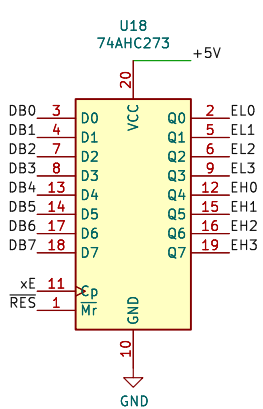 U18
74AHC273
+5V
20
VCC
DB0 3 D0 Q0 2 EL0
DB1 4 D1 Q1 5 EL1
DB2 7 D2 Q2 6 EL2
DB3 8 D3 Q3 9 EL3
DB4 13 D4 Q4 12 EH0
DB5 14 D5 Q5 15 EH1
DB6 17 D6 Q6 16 EH2
DB7 18 D7 Q7 19 EH3
xE 11 Cp
RES 1 Mr
GND
10
GND